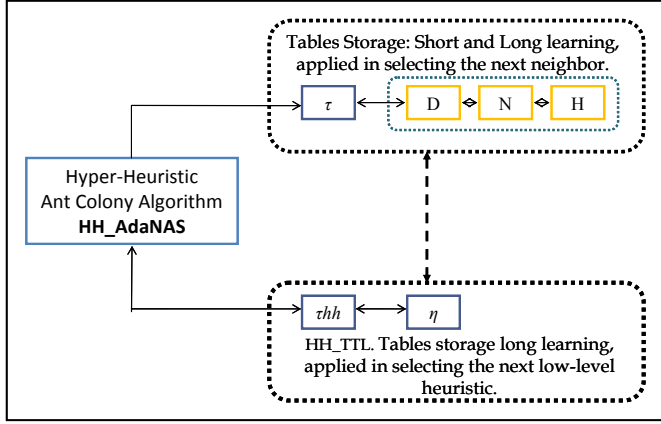 Tables Storage: Short and Long learning,
applied in selecting the next neighbor.
τ D N H
Hyper-Heuristic
Ant Colony Algorithm
HH_AdaNAS
τhh η
HH_TTL. Tables storage long learning,
applied in selecting the next low-level
heuristic.